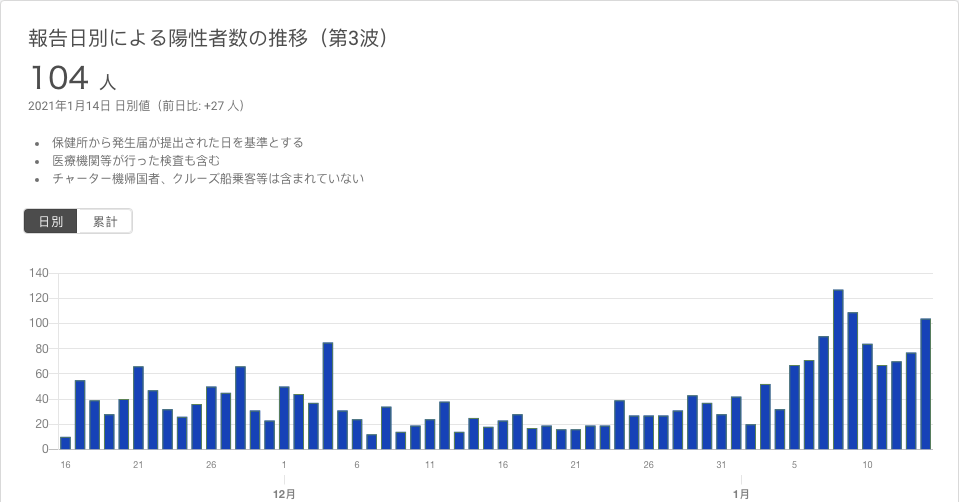 報告日別による陽性者数の推移（第3波）
104 人
2021年1月14日 日別値（前日比: +27 人）
• 保健所から発生届が提出された日を基準とする
• 医療機関等が行った検査も含む
• チャーター機帰国者、クルーズ船乗客等は含まれていない
日別 累計
140
120
100
80
60
40
20
0
16 21 26 1 6 11 16 21 26 31 5 10
12月 1月